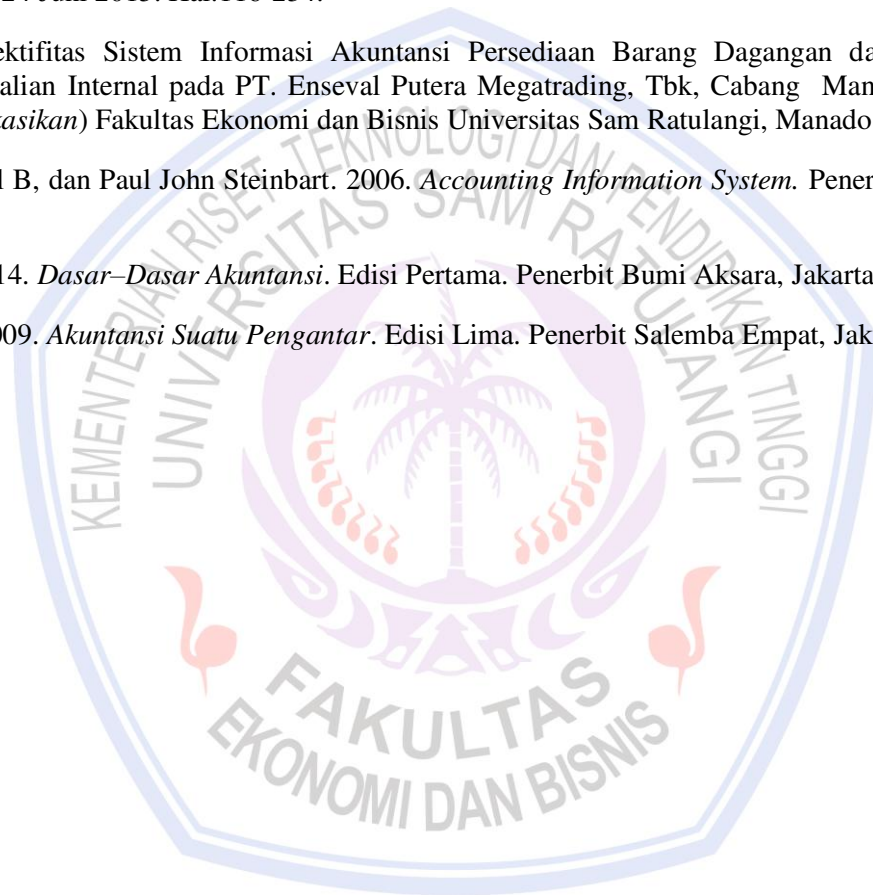 24 Juni 2015. Hal.116-254.
ektifitas Sistem Informasi Akuntansi Persediaan Barang Dagangan da
alian Internal pada PT. Enseval Putera Megatrading, Tbk, Cabang Man
asikan) Fakultas Ekonomi dan Bisnis Universitas Sam Ratulangi, Manado
l B, dan Paul John Steinbart. 2006. Accounting Information System. Pener
14. Dasar–Dasar Akuntansi. Edisi Pertama. Penerbit Bumi Aksara, Jakarta
009. Akuntansi Suatu Pengantar. Edisi Lima. Penerbit Salemba Empat, Jak
KEMENTERIAN RISET TEKNOLOGI DAN PENDIDIKAN TINGGI
UNIVERSITAS SAM RATULANGI
FAKULTAS
EKONOMI DAN BISNIS